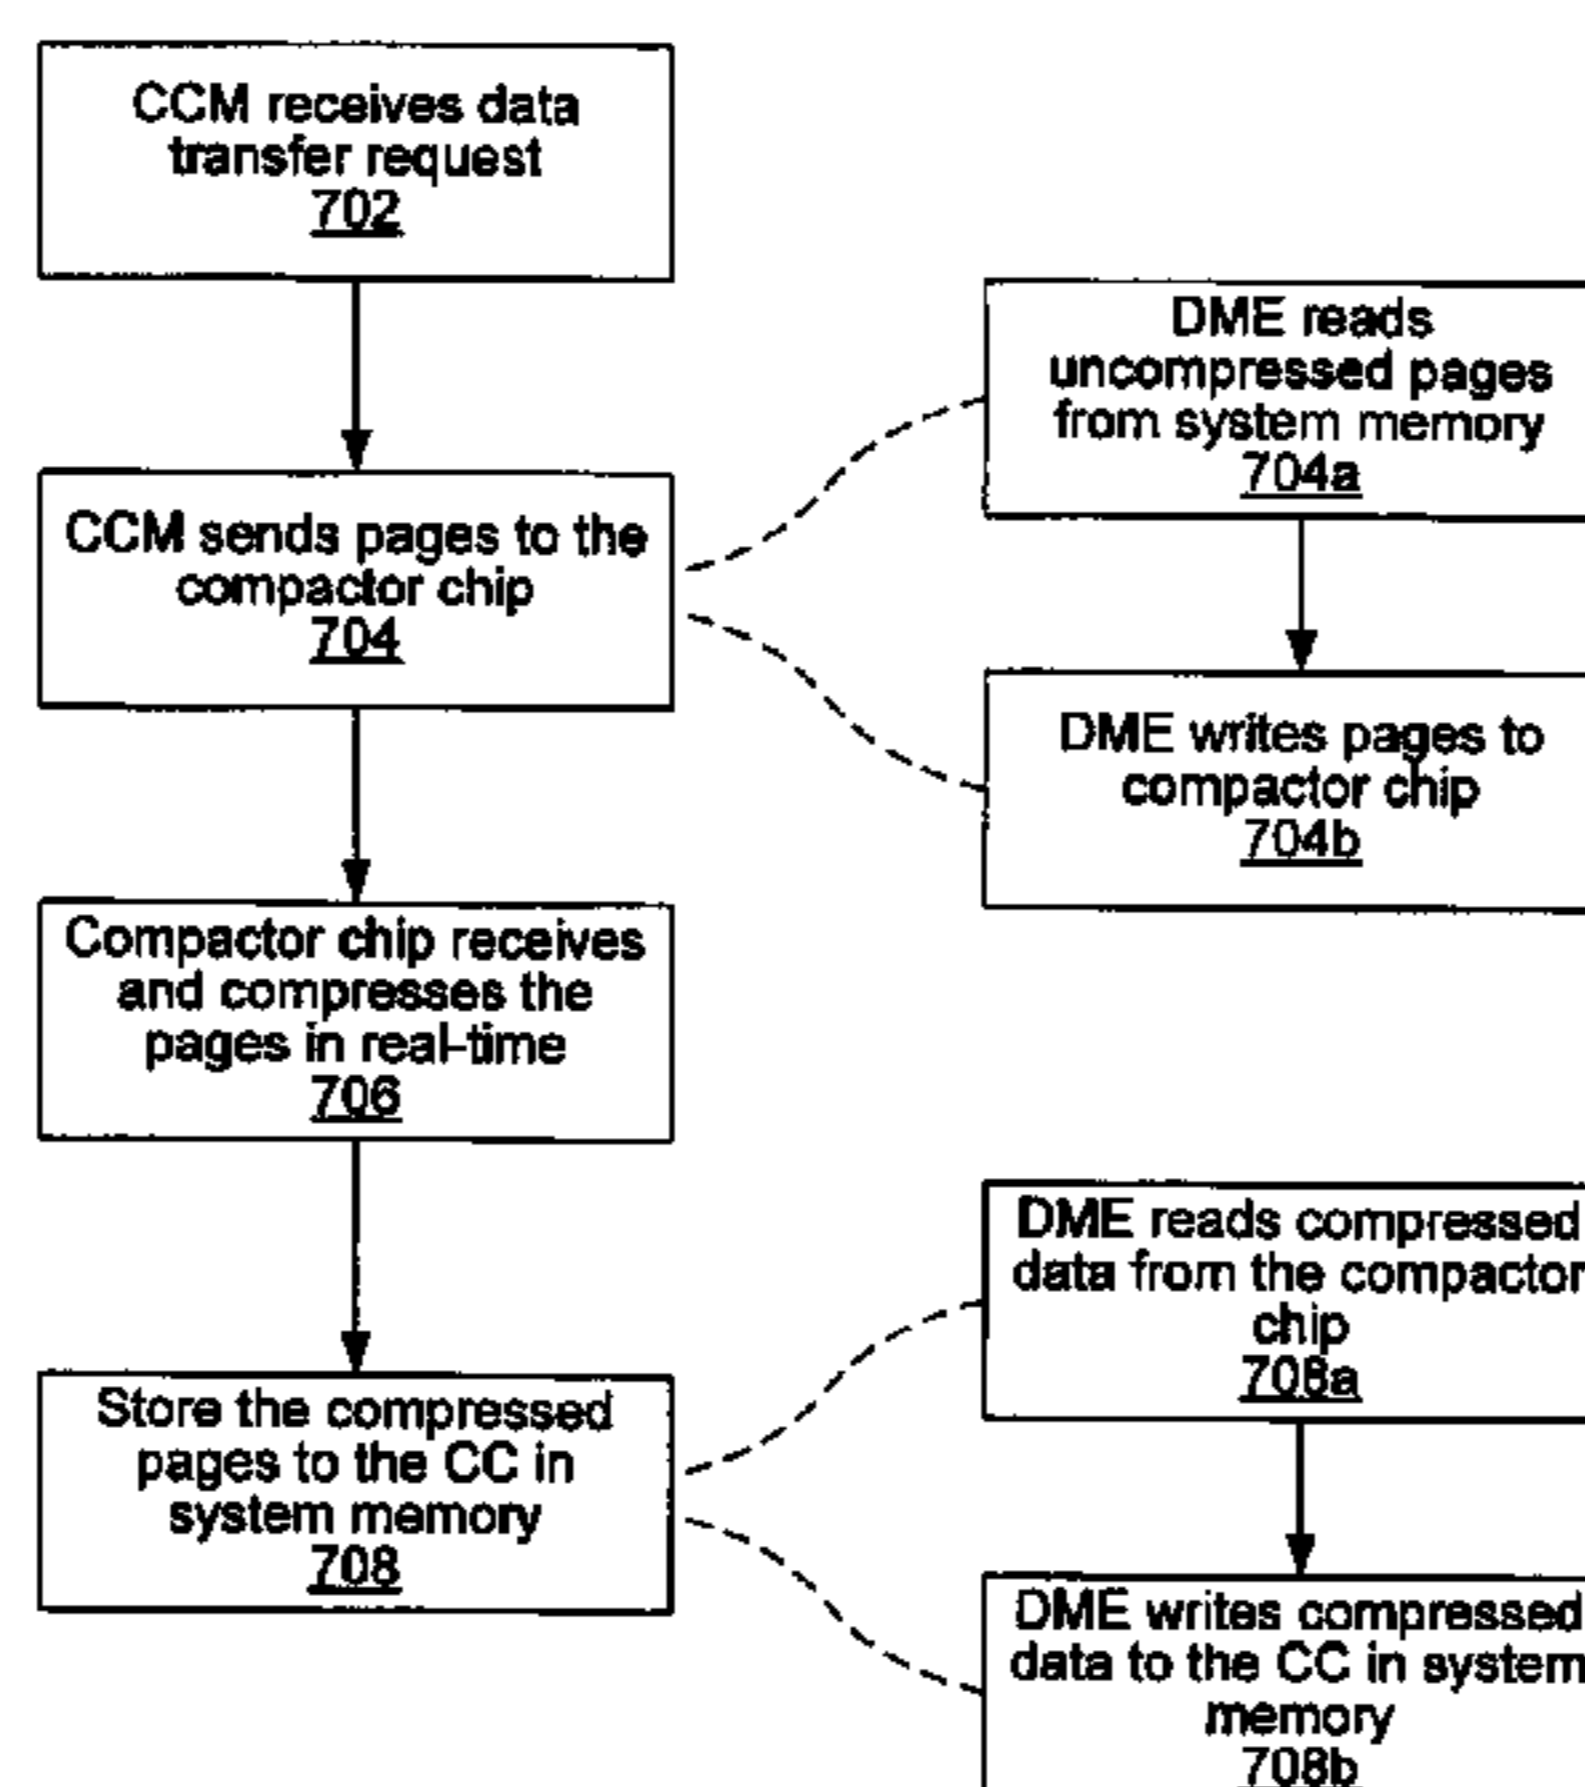 CCM receives data
transfer request
702
CCM sends pages to the
compactor chip
704
DME reads
uncompressed pages
from system memory
704a
DME writes pages to
compactor chip
704b
Compactor chip receives
and compresses the
pages in real-time
706
Store the compressed
pages to the CC in
system memory
708
DME reads compressed
data from the compactor
chip
708a
DME writes compressed
data to the CC in system
memory
708b